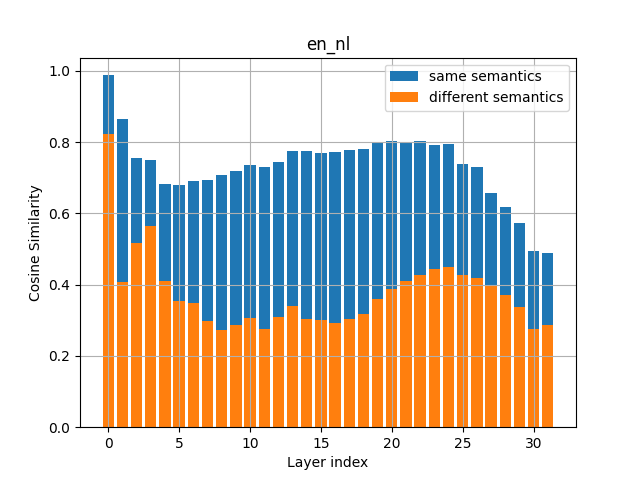 en_nl
same semantics
different semantics
1.0
0.8
0.6
0.4
0.2
0.0
Cosine Similarity
0 5 10 15 20 25 30
Layer index